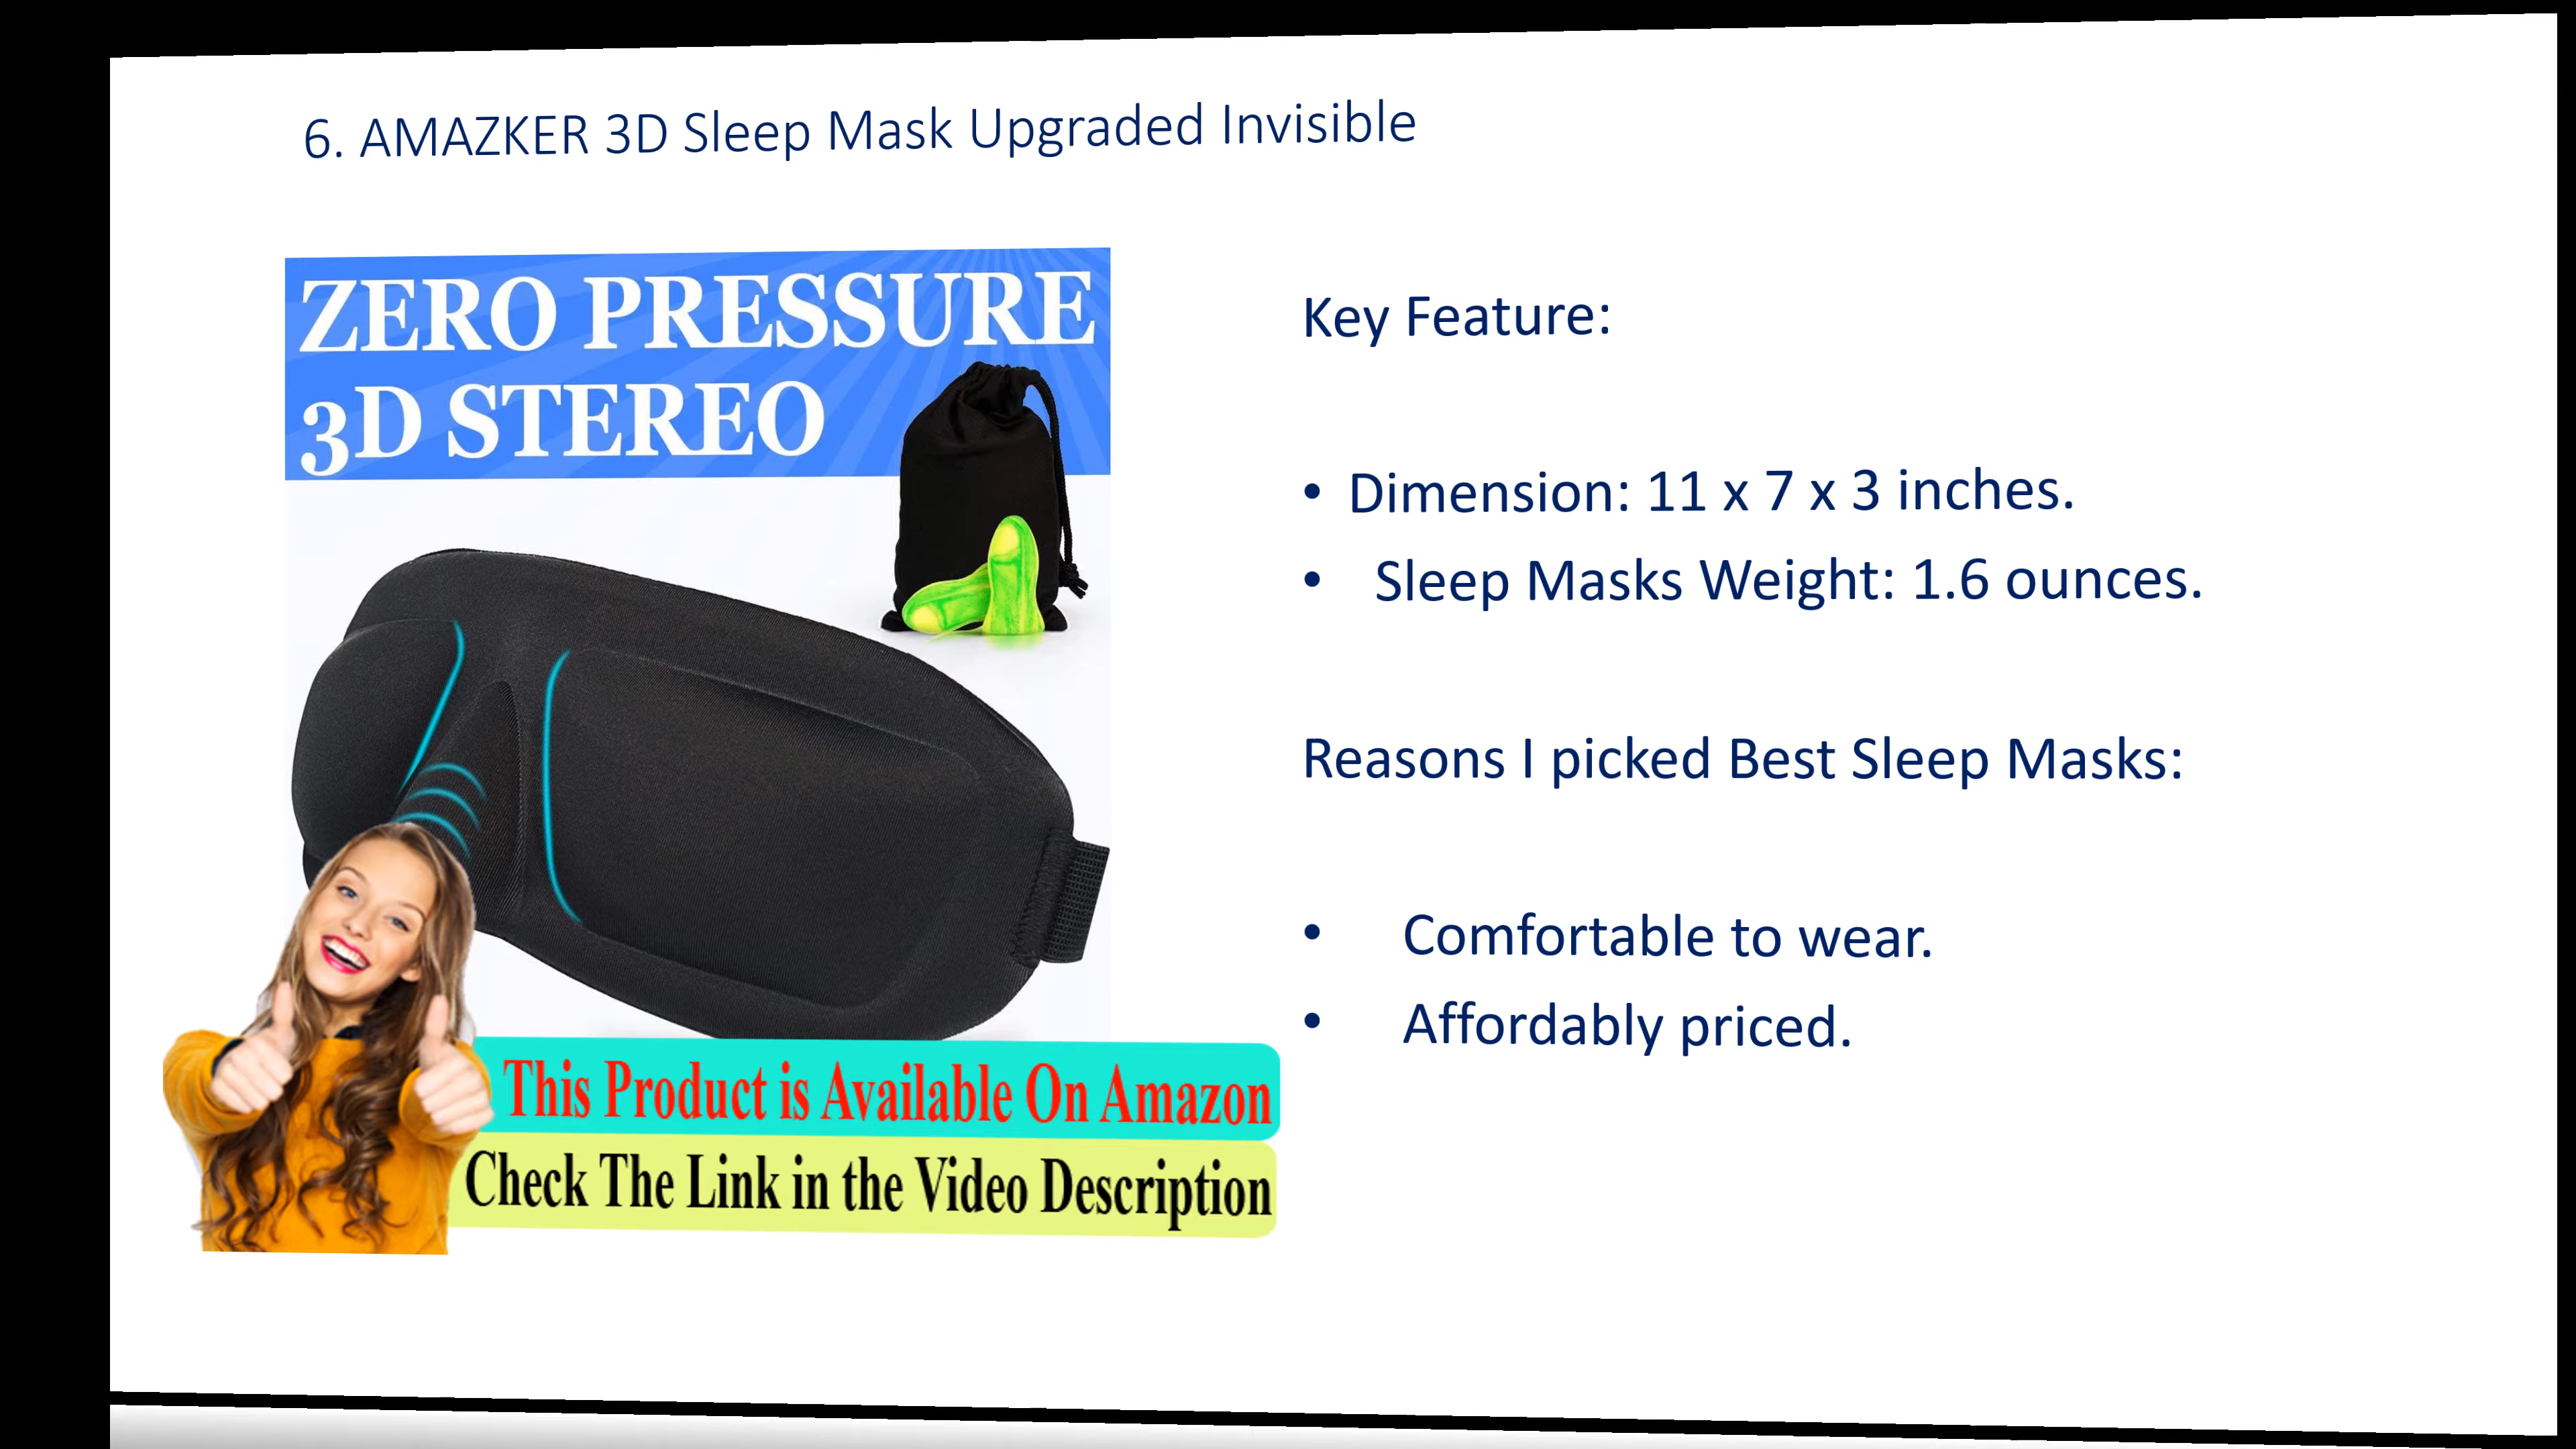 6. AMAZKER 3D Sleep Mask Upgraded Invisible
ZERO PRESSURE
3D STEREO
Key Feature:
• Dimension: 11 x 7 x 3 inches.
• Sleep Masks Weight: 1.6 ounces.
Reasons I picked Best Sleep Masks:
• Comfortable to wear.
• Affordably priced.
This Product is Available On Amazon
Check The Link in the Video Description